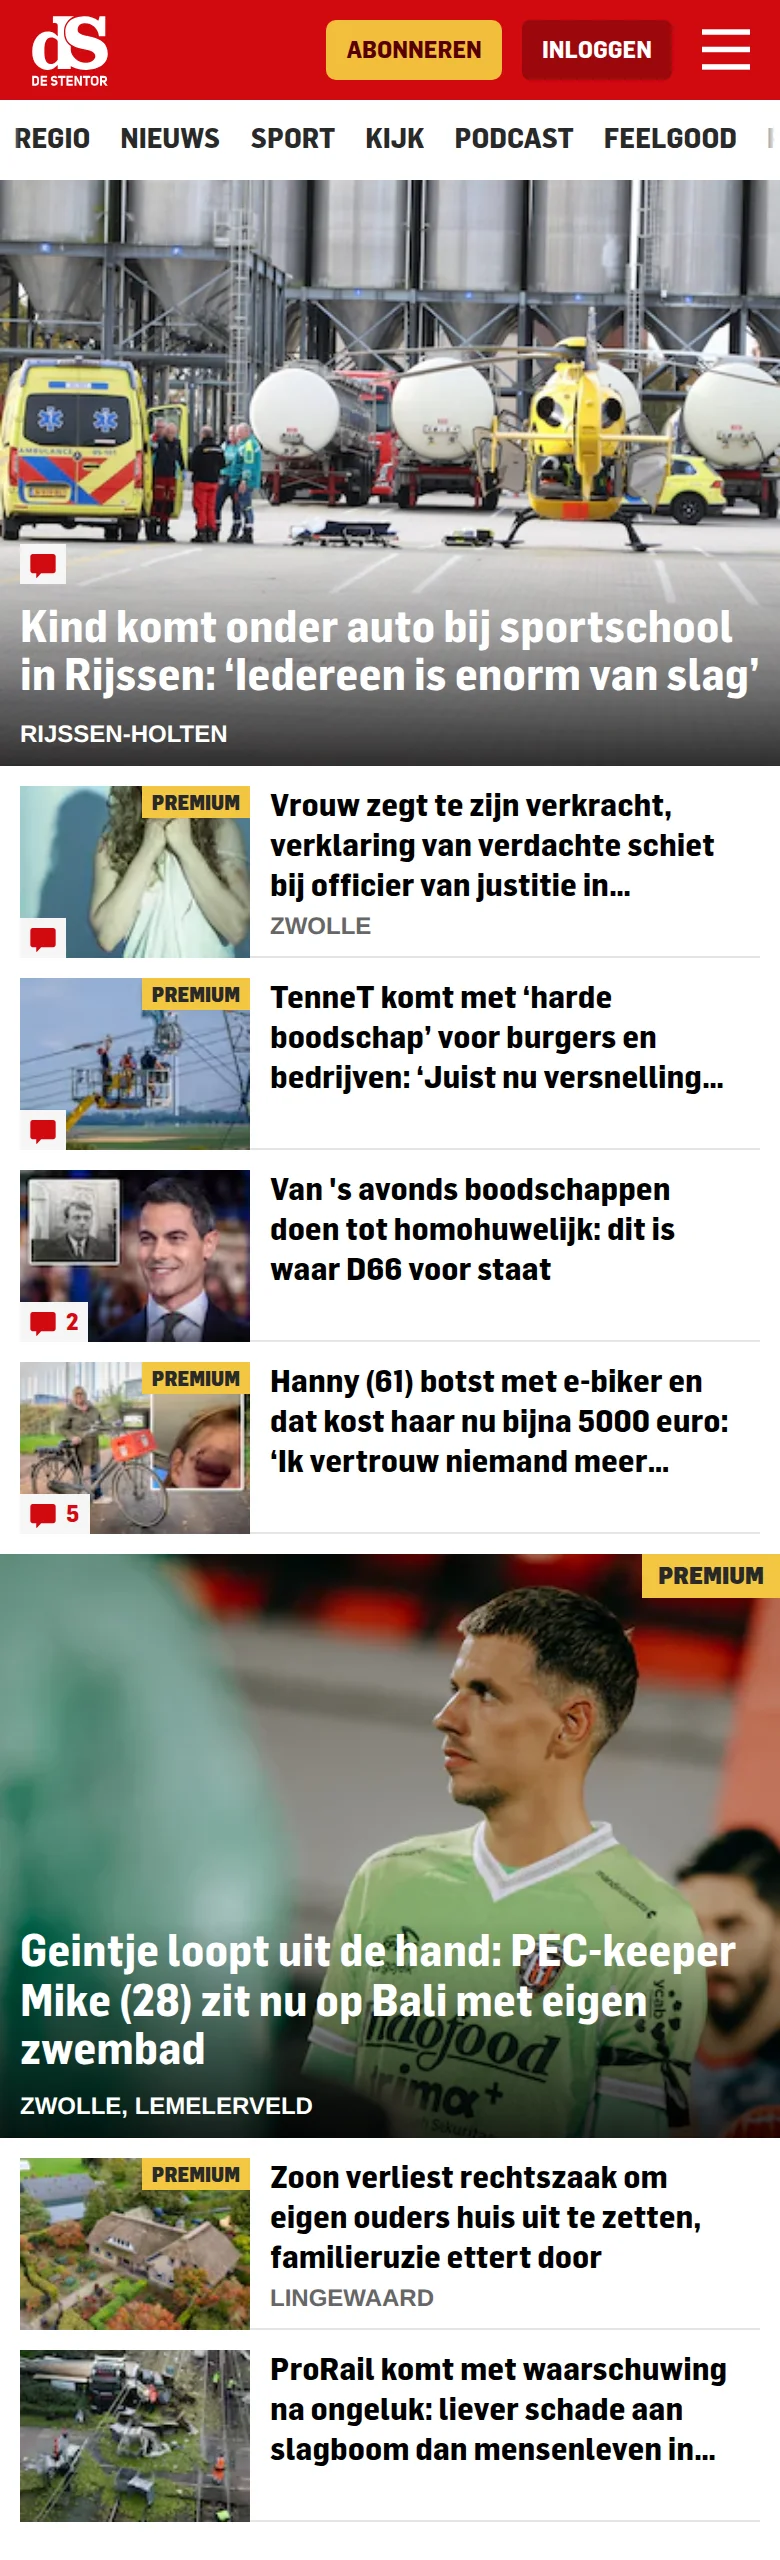 dS
DE STENTOR
ABONNEREN
INLOGGEN
REGIO NIEUWS SPORT KIJK PODCAST FEELGOOD
AMBULANCE
Kind komt onder auto bij sportschool
in Rijssen: ‘Iedereen is enorm van slag’
RIJSSEN-HOLTEN
PREMIUM
Vrouw zegt te zijn verkracht,
verklaring van verdachte schiet
bij officier van justitie in...
ZWOLLE
PREMIUM
TenneT komt met ‘harde
boodschap’ voor burgers en
bedrijven: ‘Juist nu versnelling...
Van 's avonds boodschappen
doen tot homohuwelijk: dit is
waar D66 voor staat
2
PREMIUM
Hanny (61) botst met e-biker en
dat kost haar nu bijna 5000 euro:
‘Ik vertrouw niemand meer...
5
PREMIUM
Geintje loopt uit de hand: PEC-keeper
Mike (28) zit nu op Bali met eigen
zwembad
ZWOLLE, LEMELERVELD
ycab
PREMIUM
Zoon verliest rechtszaak om
eigen ouders huis uit te zetten,
familieruzie ettert door
LINGEWAARD
ProRail komt met waarschuwing
na ongeluk: liever schade aan
slagboom dan mensenleven in...